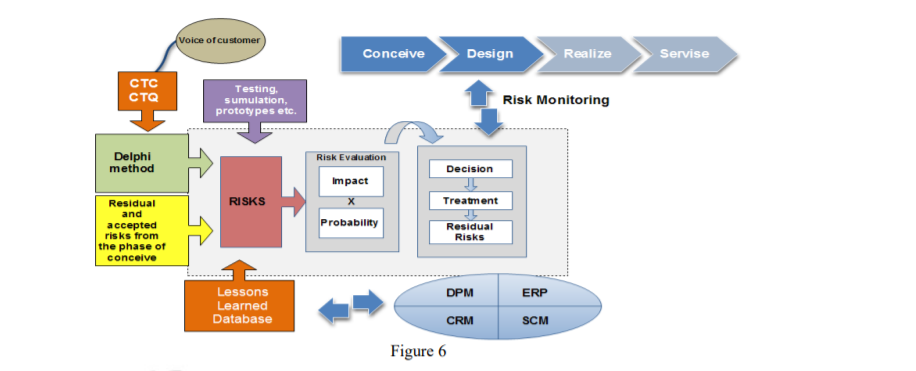 Voice of customer
Conceive
Design
Realize
Servise
CTC
CTQ
Testing,
sumulation,
prototypes etc.
Risk Monitoring
Delphi
method
Residual
and
accepted
risks from
the phase of
conceive
RISKS
Risk Evaluation
Impact
X
Probability
Decision
Treatment
Residual
Risks
Lessons
Learned
Database
DPM
ERP
CRM
SCM
Figure 6